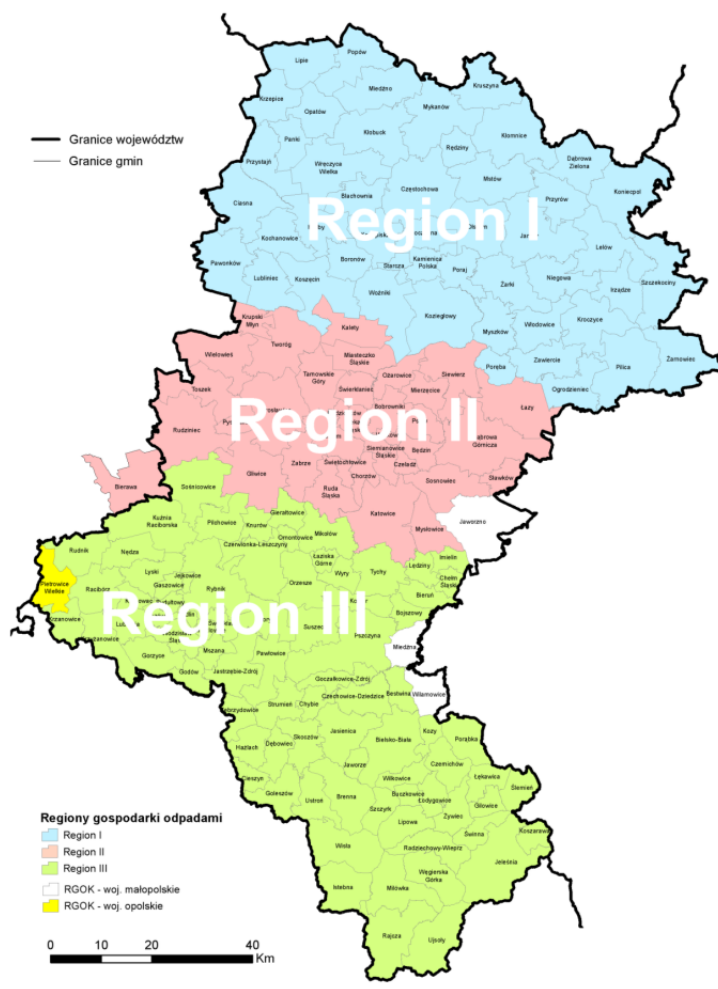 Popów
Lipie
Kruszyna
Miedźno
Krzepice
Mykanów
Opatów
Kłobuck
Kłomnice
Granice województw
Panki
Rędziny
Granice gmin
Przystajń
Wręczyca
Wielka
Mstów
Dąbrowa
Zielona
Koniecpol
Blachownia
Częstochowa
Przyrów
Ciasna
Region I
Kochanowice
Lelów
Pawonków
Boronów
Starcza
Kamienica
Polska
Poraj
Lubliniec
Koszęcin
Żarki
Niegowa
Irządze
Szczekociny
Woźniki
Koziegłowy
Krupski
Młyn
Kalety
Myszków
Włodowice
Kroczyce
Tworóg
Wielowieś
Miasteczko
Śląskie
Poręba
Zawiercie
Pilica
Żarnowiec
Tarnowskie
Góry
Ożarowice
Siewierz
Toszek
Świerklaniec
Mierzęcice
Ogrodzieniec
Bobrowniki
Łazy
Region II
Rudziniec
Siemianowice
Śląskie
Będzin
Górnicza
Zabrze
Świętochłowice
Czeladź
Gliwice
Chorzów
Sosnowiec
Sławków
Bierawa
Sośnicowice
Ruda
Śląska
Katowice
Kuźnia
Raciborska
Gierałtowice
Mysłowice
Jaworzno
Pilchowice
Knurów
Ornontowice
Mikołów
Rudnik
Nędza
Czerwionka-Leszczyny
Łaziska
Górne
Imielin
Lyski
Jejkowice
Wyry
Tychy
Lędziny
Chełm
Śląski
Pietrowice
Wielkie
Gaszowice
Rybnik
Orzesze
Bieruń
Region III
Bojszowy
Suszec
Pszczyna
Miedźna
Mszana
Pawłowice
Gorzyce
Godów
Jastrzębie-Zdrój
Goczałkowice-Zdrój
Czechowice-Dziedzice
Bestwina
Wilamowice
Strumień
Chybie
Jasienica
Kozy
Porąbka
Hażlach
Dębowiec
Skoczów
Bielsko-Biała
Jaworze
Czernichów
Wilkowice
Łękawica
Ślemień
Cieszyn
Goleszów
Brenna
Buczkowice
Ustroń
Szczyrk
Łodygowice
Gilowice
Regiony gospodarki odpadami
Region I
Region II
Region III
RGOK - woj. małopolskie
RGOK - woj. opolskie
Lipowa
Żywiec
Świnna
Koszarawa
Wisła
Radziechowy-Wieprz
Jeleśnia
Węgierska
Górka
Istebna
Milówka
Rajcza
Ujsoły
0 10 20 40
Km